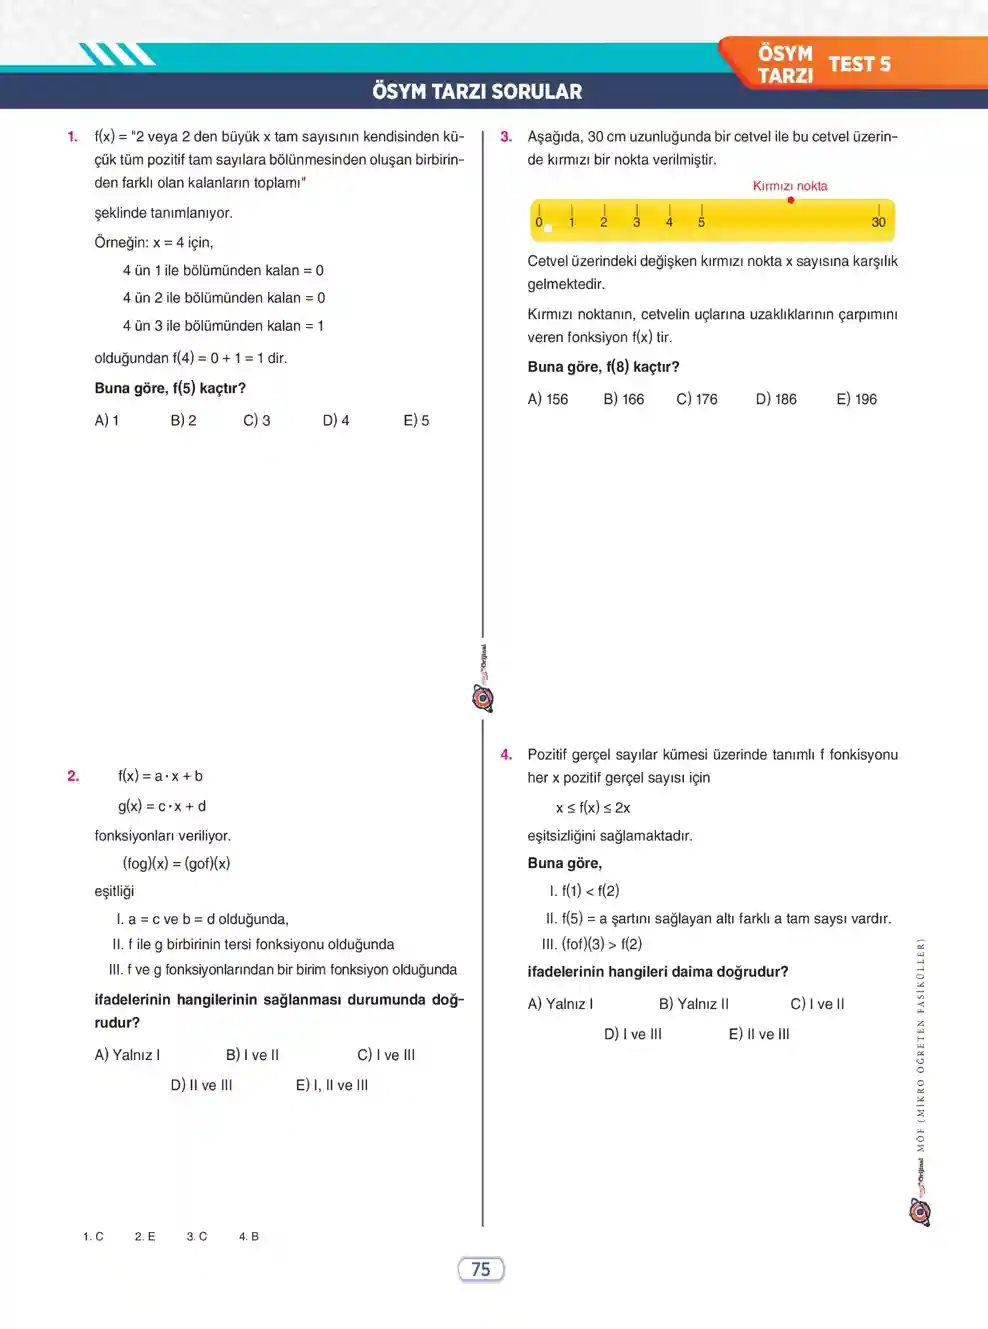 ÖSYM TARZI
TEST 5
ÖSYM TARZI SORULAR
1. f(x) = "2 veya 2 den büyük x tam sayısının kendisinden kü-
çük tüm pozitif tam sayılara bölünmesinden oluşan birbirin-
den farklı olan kalanların toplamı"
şeklinde tanımlanıyor.
Örneğin: x = 4 için,
4 ün 1 ile bölümünden kalan = 0
4 ün 2 ile bölümünden kalan = 0
4 ün 3 ile bölümünden kalan = 1
olduğundan f(4) = 0 + 1 = 1 dir.
Buna göre, f(5) kaçtır?
A) 1 B) 2 C) 3 D) 4 E) 5
2. f(x) = a · x + b
g(x) = c · x + d
fonksiyonları veriliyor.
(fog)(x) = (gof)(x)
eşitliği
I. a = c ve b = d olduğunda,
II. f ile g birbirinin tersi fonksiyonu olduğunda
III. f ve g fonksiyonlarından bir birim fonksiyon olduğunda
ifadelerinin hangilerinin sağlanması durumunda doğ-
rudur?
A) Yalnız I B) I ve II C) I ve III
D) II ve III E) I, II ve III
3. Aşağıda, 30 cm uzunluğunda bir cetvel ile bu cetvel üzerin-
de kırmızı bir nokta verilmiştir.
Kırmızı nokta
0 1 2 3 4 5 30
Cetvel üzerindeki değişken kırmızı nokta x sayısına karşılık
gelmektedir.
Kırmızı noktanın, cetvelin uçlarına uzaklıklarının çarpımını
veren fonksiyon f(x) tir.
Buna göre, f(8) kaçtır?
A) 156 B) 166 C) 176 D) 186 E) 196
4. Pozitif gerçel sayılar kümesi üzerinde tanımlı f fonkisyonu
her x pozitif gerçel sayısı için
x ≤ f(x) ≤ 2x
eşitsizliğini sağlamaktadır.
Buna göre,
I. f(1) < f(2)
II. f(5) = a şartını sağlayan altı farklı a tam saysı vardır.
III. (fof)(3) > f(2)
ifadelerinin hangileri daima doğrudur?
A) Yalnız I B) Yalnız II C) I ve II
D) I ve III E) II ve III
Orijinal
Orijinal MÖF (MİKRO ÖĞRETEN FASİKÜLLER)
1. C 2. E 3. C 4. B
75